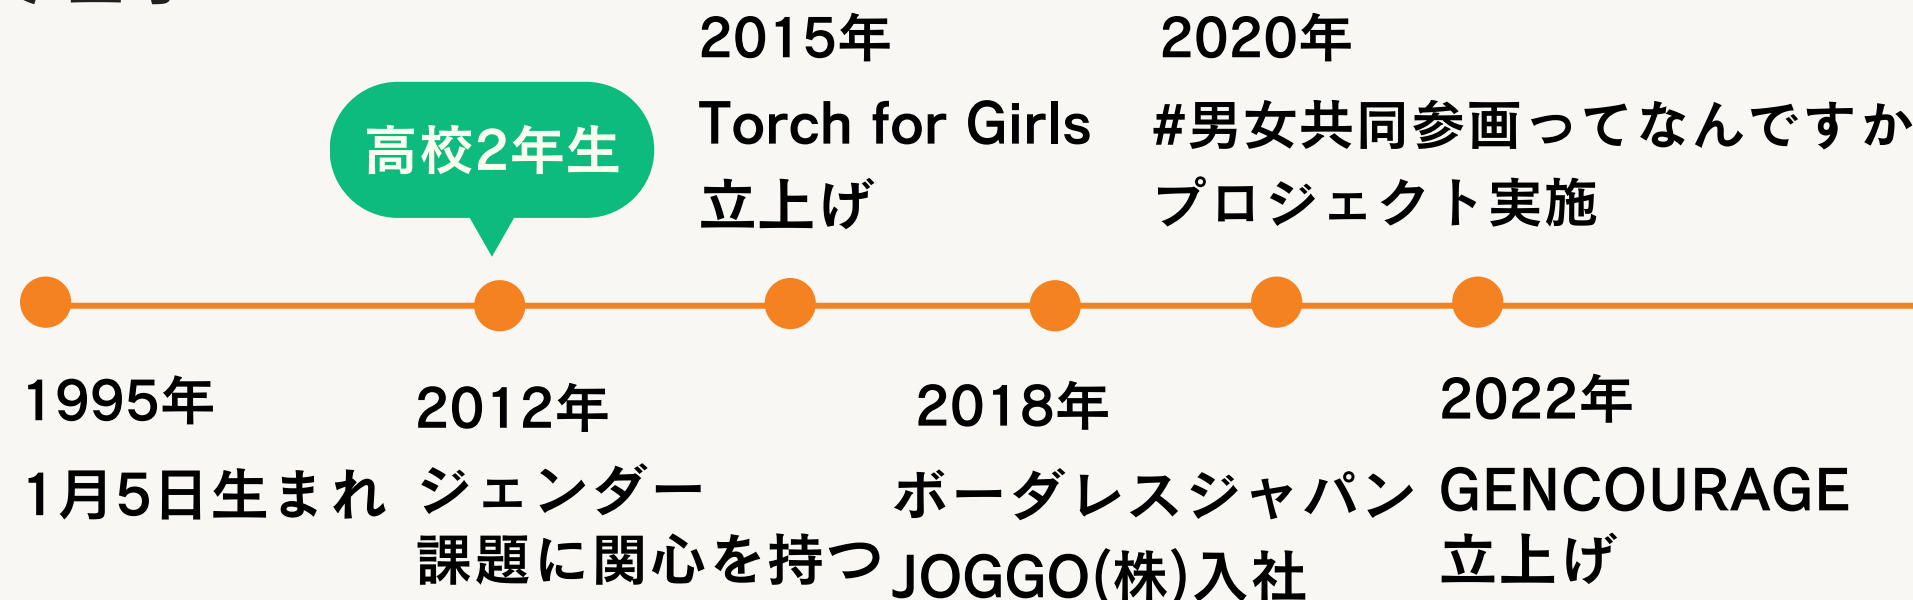 2015年
Torch for Girls
立上げ
2020年
#男女共同参画ってなんですか
プロジェクト実施
高校2年生
1995年
1月5日生まれ
2012年
ジェンダー
課題に関心を持つ
2018年
ボーダレスジャパン
JOGGO(株)入社
2022年
GENCOURAGE
立上げ